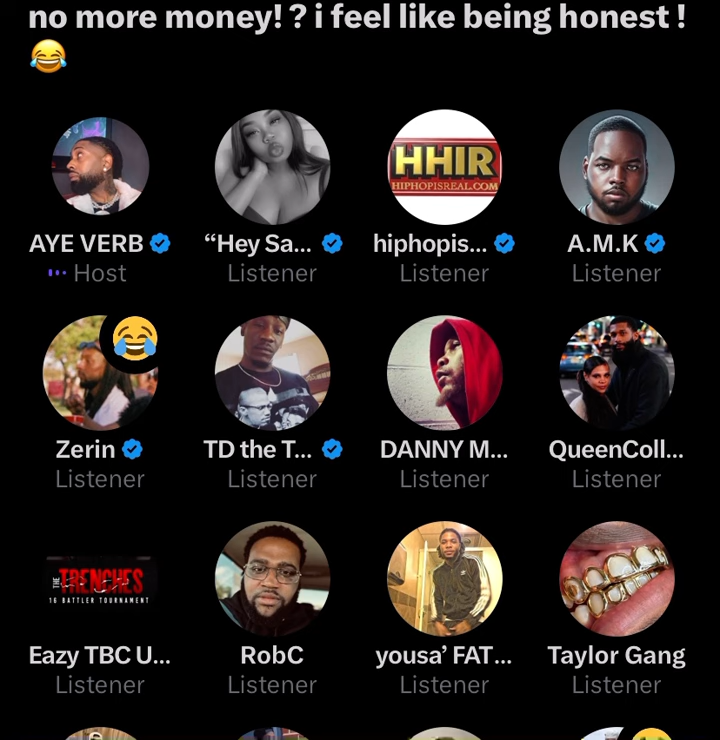 no more money! ? i feel like being honest !
😂
HHIR
HIPHOPISREAL.COM
AYE VERB
“Hey Sa...
hiphopis...
A.M.K
Host
Listener
Listener
Listener
Zerin
TD the T...
DANNY M...
QueenColl...
Listener
Listener
Listener
Listener
THE TRENCHES
16 BATTLER TOURNAMENT
Eazy TBC U...
RobC
yousa’ FAT...
Taylor Gang
Listener
Listener
Listener
Listener